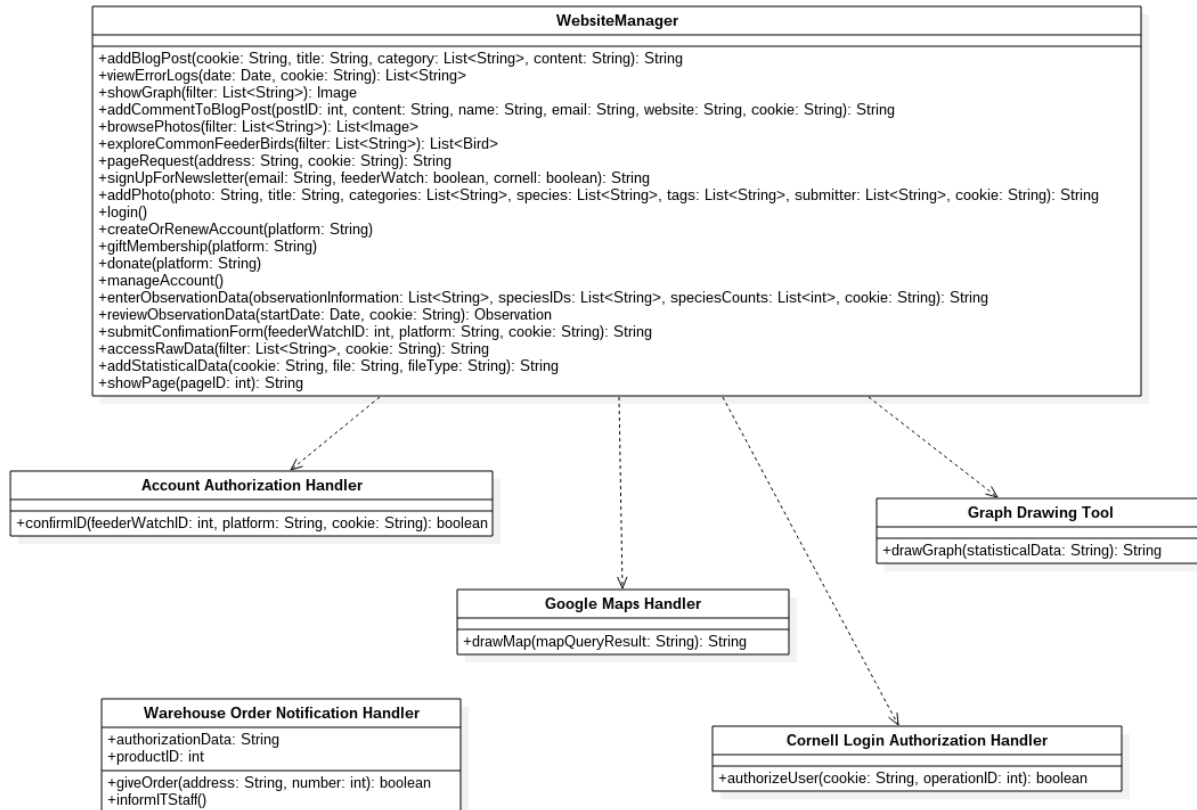 WebsiteManager
+addBlogPost(cookie: String, title: String, category: List<String>, content: String): String
+viewErrorLogs(date: Date, cookie: String): List<String>
+showGraph(filter: List<String>): Image
+addCommentToBlogPost(postID: int, content: String, name: String, email: String, website: String, cookie: String): String
+browsePhotos(filter: List<String>): List<Image>
+exploreCommonFeederBirds(filter: List<String>): List<Bird>
+pageRequest(address: String, cookie: String): String
+signUpForNewsletter(email: String, feederWatch: boolean, cornell: boolean): String
+addPhoto(photo: String, title: String, categories: List<String>, species: List<String>, tags: List<String>, submitter: List<String>, cookie: String): String
+login()
+createOrRenewAccount(platform: String)
+giftMembership(platform: String)
+donate(platform: String)
+manageAccount()
+enterObservationData(observationInformation: List<String>, speciesIDs: List<String>, speciesCounts: List<int>, cookie: String): String
+reviewObservationData(startDate: Date, cookie: String): Observation
+submitConfimationForm(feederWatchID: int, platform: String, cookie: String): String
+accessRawData(filter: List<String>, cookie: String): String
+addStatisticalData(cookie: String, file: String, fileType: String): String
+showPage(pageID: int): String
Account Authorization Handler
+confirmID(feederWatchID: int, platform: String, cookie: String): boolean
Graph Drawing Tool
+drawGraph(statisticalData: String): String
Google Maps Handler
+drawMap(mapQueryResult: String): String
Warehouse Order Notification Handler
+authorizationData: String
+productID: int
+giveOrder(address: String, number: int): boolean
+informITStaff()
Cornell Login Authorization Handler
+authorizeUser(cookie: String, operationID: int): boolean